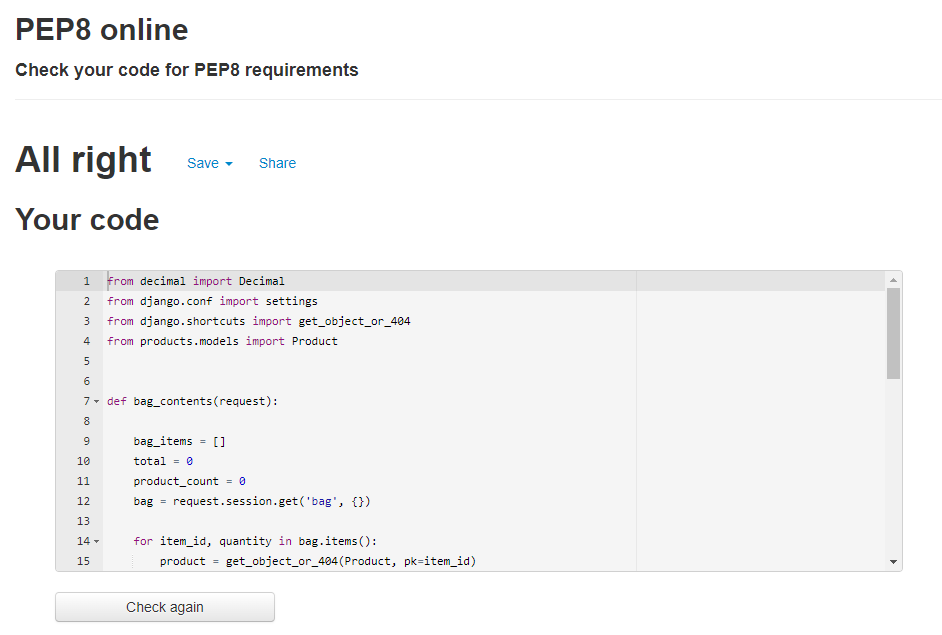 PEP8 online
Check your code for PEP8 requirements
All right Save Share
Your code
1 from decimal import Decimal
2 from django.conf import settings
3 from django.shortcuts import get_object_or_404
4 from products.models import Product
5
6
7 def bag_contents(request):
8
9 bag_items = []
10 total = 0
11 product_count = 0
12 bag = request.session.get('bag', {})
13
14 for item_id, quantity in bag.items():
15 product = get_object_or_404(Product, pk=item_id)
Check again